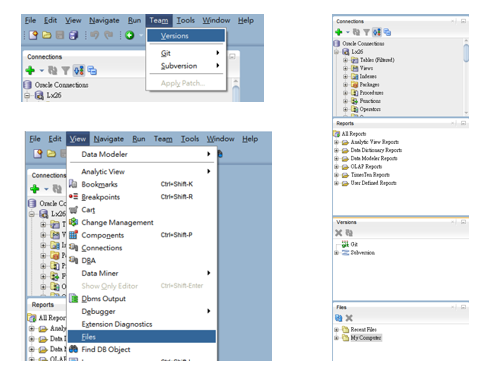 File Edit View Navigate Run Team Tools Window Help
Versions
Connections
Git
Subversion
Oracle Connections
Apply Patch...
Lx26
File Edit View Navigate Run Team Tools Window Help
Data Modeler
Analytic View
Connections
Bookmarks Ctrl+Shift-K
Breakpoints Ctrl+Shift-R
Oracle Co
Cart
Lx26
Change Management
Components Ctrl+Shift-P
Connections
DBA
Data Miner
Show Only Editor Ctrl+Shift-Enter
Dbms Output
Reports
Debugger
All Repor
Extension Diagnostics
Analy
Files
Data I
Find DB Object
OLAP
Connections
Oracle Connections
Lx26
Tables (Filtered)
Views
Indexes
Packages
Procedures
Functions
Operators
Reports
All Reports
Analytic View Reports
Data Dictionary Reports
Data Modeler Reports
OLAP Reports
TimesTen Reports
User Defined Reports
Versions
Git
Subversion
Files
Recent Files
My Computer